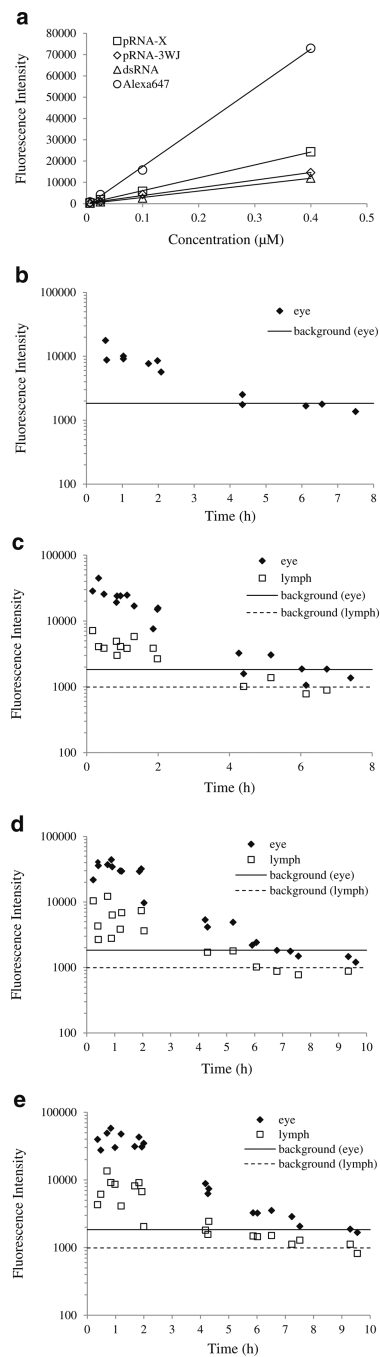 a
80000
70000
60000
50000
40000
30000
20000
10000
0
Fluorescence Intensity
pRNA-X
pRNA-3WJ
dsRNA
Alexa647
0.0 0.1 0.2 0.3 0.4 0.5
Concentration (µM)
b
100000
10000
1000
100
Fluorescence Intensity
eye
background (eye)
0 1 2 3 4 5 6 7 8
Time (h)
c
100000
10000
1000
100
Fluorescence Intensity
eye
lymph
background (eye)
background (lymph)
0 2 4 6 8
Time (h)
d
100000
10000
1000
100
Fluorescence Intensity
eye
lymph
background (eye)
background (lymph)
0 1 2 3 4 5 6 7 8 9 10
Time (h)
e
100000
10000
1000
100
Fluorescence Intensity
eye
lymph
background (eye)
background (lymph)
0 1 2 3 4 5 6 7 8 9 10
Time (h)